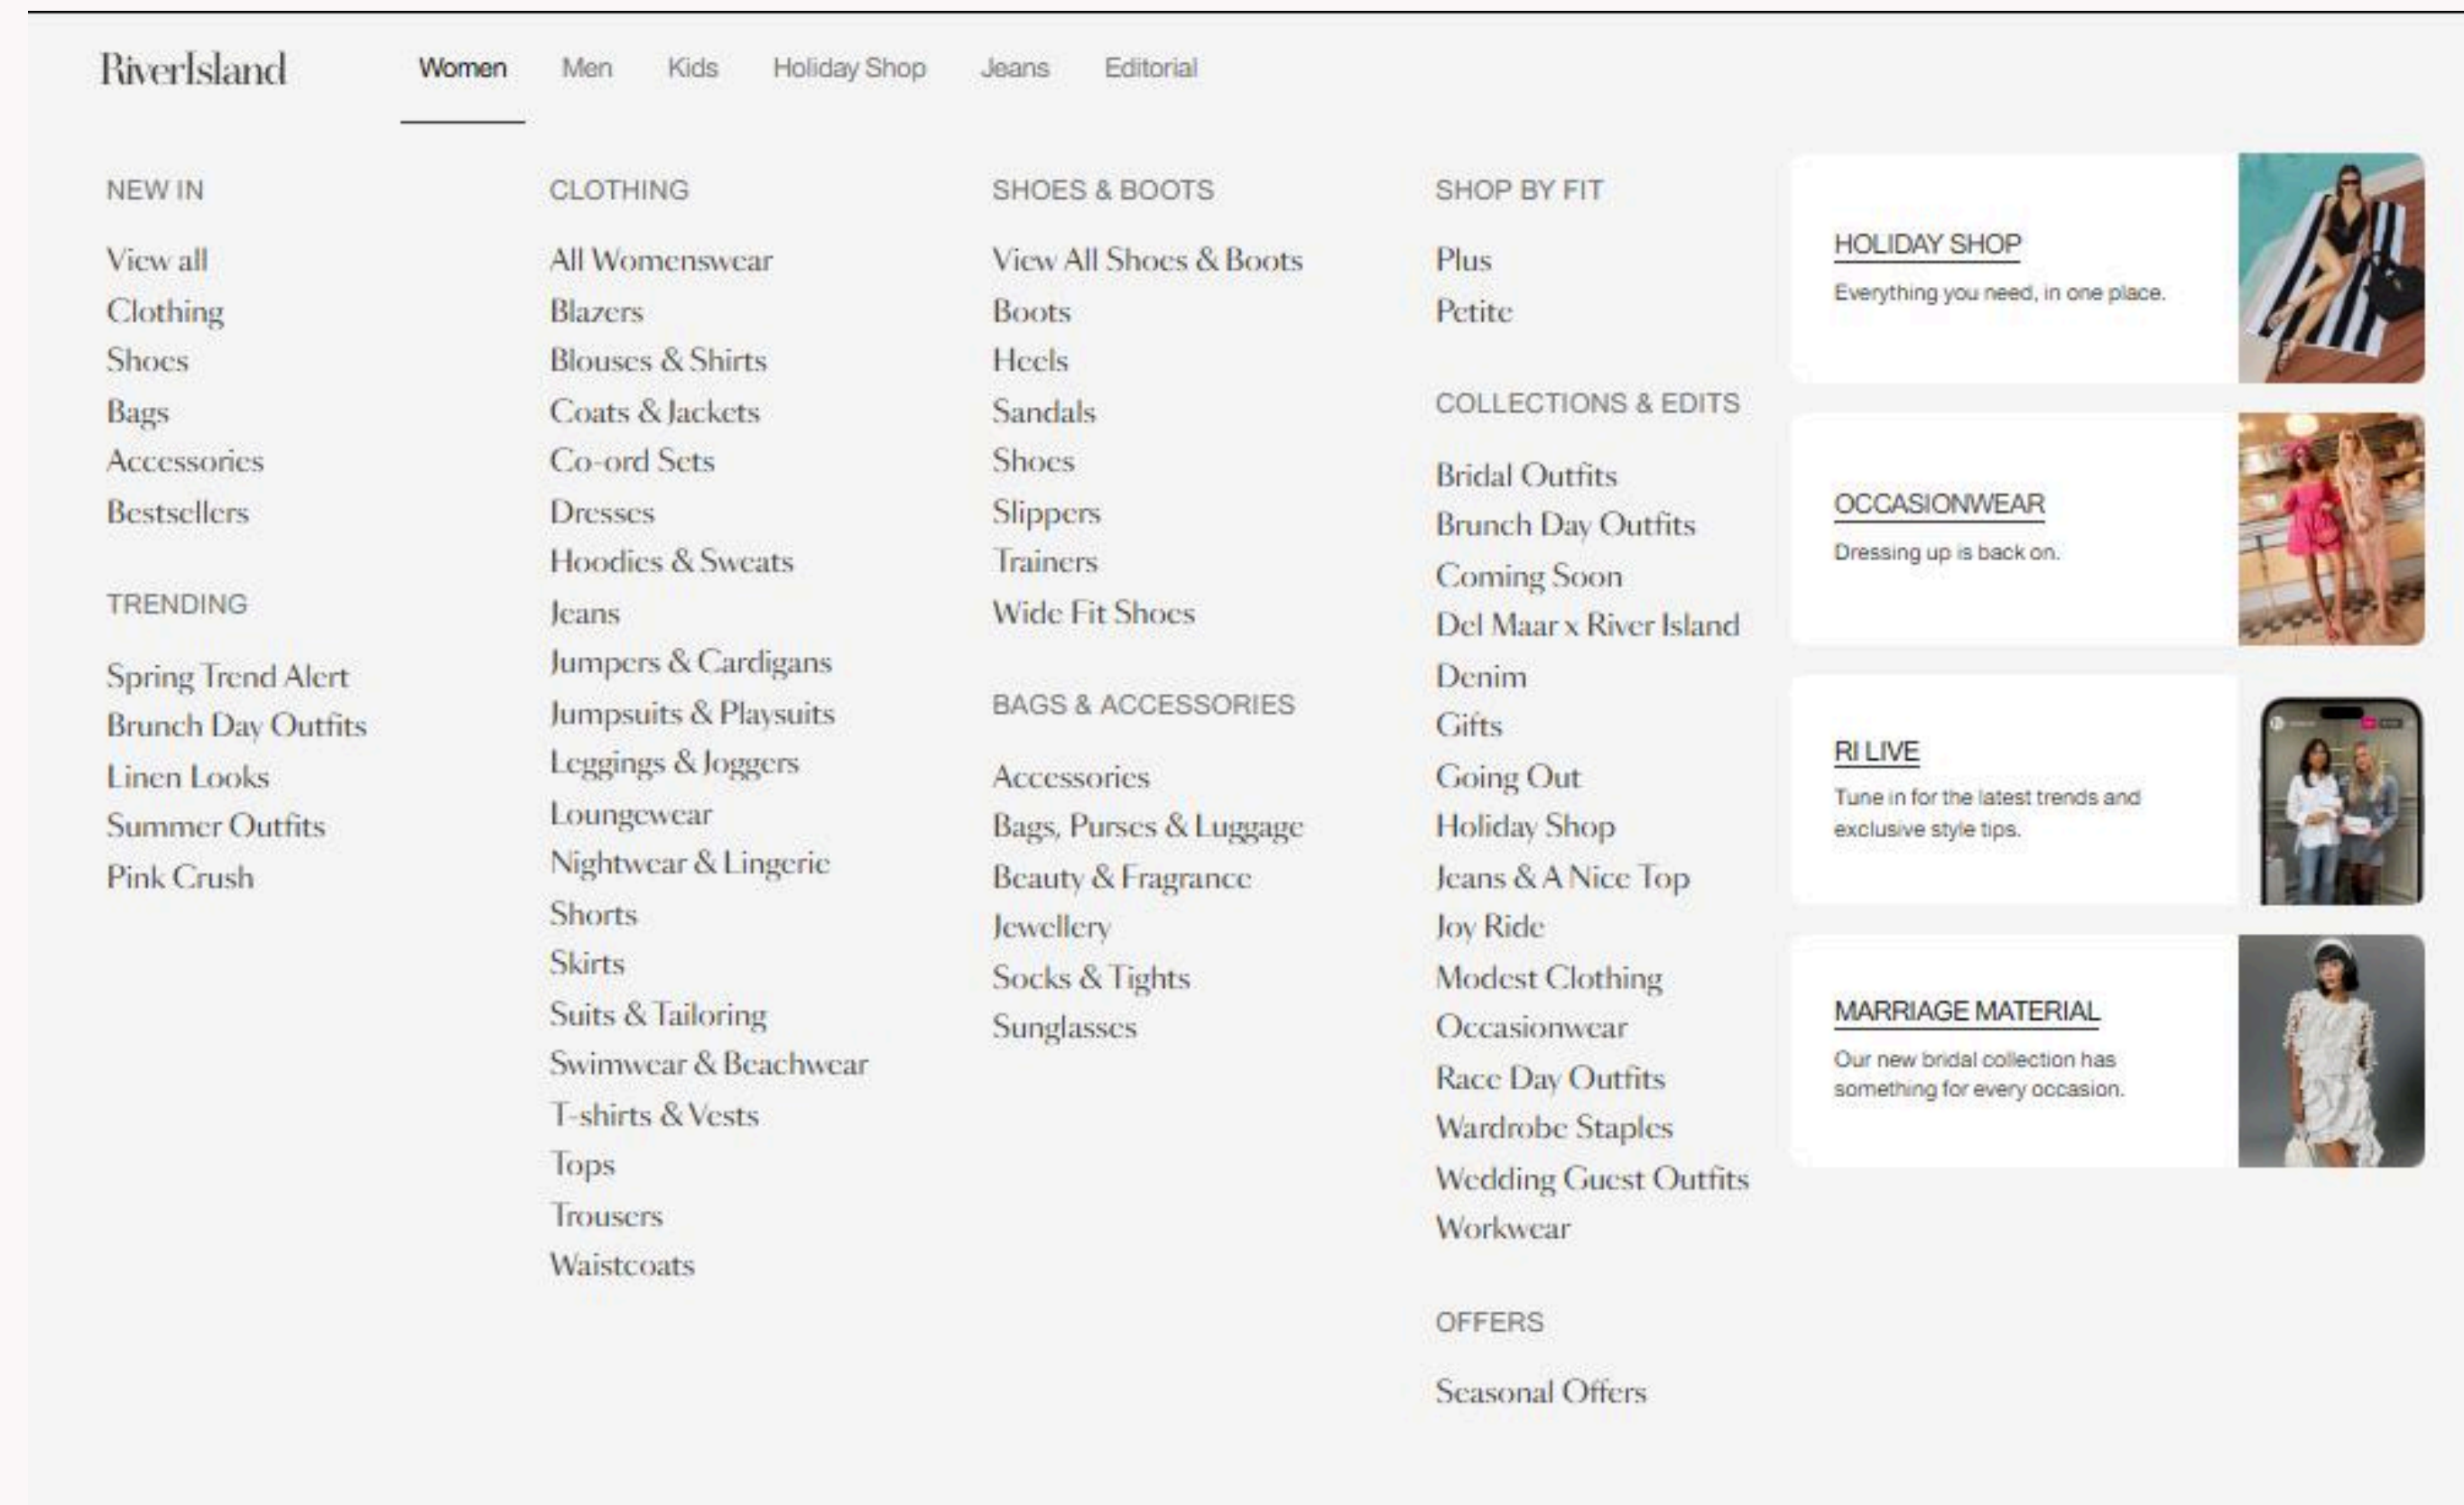 RiverIsland
Women
Men
Kids
Holiday Shop
Jeans
Editorial
NEW IN
View all
Clothing
Shoes
Bags
Accessories
Bestsellers
TRENDING
Spring Trend Alert
Brunch Day Outfits
Linen Looks
Summer Outfits
Pink Crush
CLOTHING
All Womenswear
Blazers
Blouses & Shirts
Coats & Jackets
Co-ord Sets
Dresses
Hoodies & Sweats
Jeans
Jumpers & Cardigans
Jumpsuits & Playsuits
Leggings & Joggers
Loungewear
Nightwear & Lingerie
Shorts
Skirts
Suits & Tailoring
Swimwear & Beachwear
T-shirts & Vests
Tops
Trousers
Waistcoats
SHOES & BOOTS
View All Shoes & Boots
Boots
Heels
Sandals
Shoes
Slippers
Trainers
Wide Fit Shoes
BAGS & ACCESSORIES
Accessories
Bags, Purses & Luggage
Beauty & Fragrance
Jewellery
Socks & Tights
Sunglasses
SHOP BY FIT
Plus
Petite
COLLECTIONS & EDITS
Bridal Outfits
Brunch Day Outfits
Coming Soon
Del Maar x River Island
Denim
Gifts
Going Out
Holiday Shop
Jeans & A Nice Top
Joy Ride
Modest Clothing
Occasionwear
Race Day Outfits
Wardrobe Staples
Wedding Guest Outfits
Workwear
OFFERS
Seasonal Offers
HOLIDAY SHOP
Everything you need, in one place.
OCCASIONWEAR
Dressing up is back on.
RI LIVE
Tune in for the latest trends and
exclusive style tips.
MARRIAGE MATERIAL
Our new bridal collection has
something for every occasion.